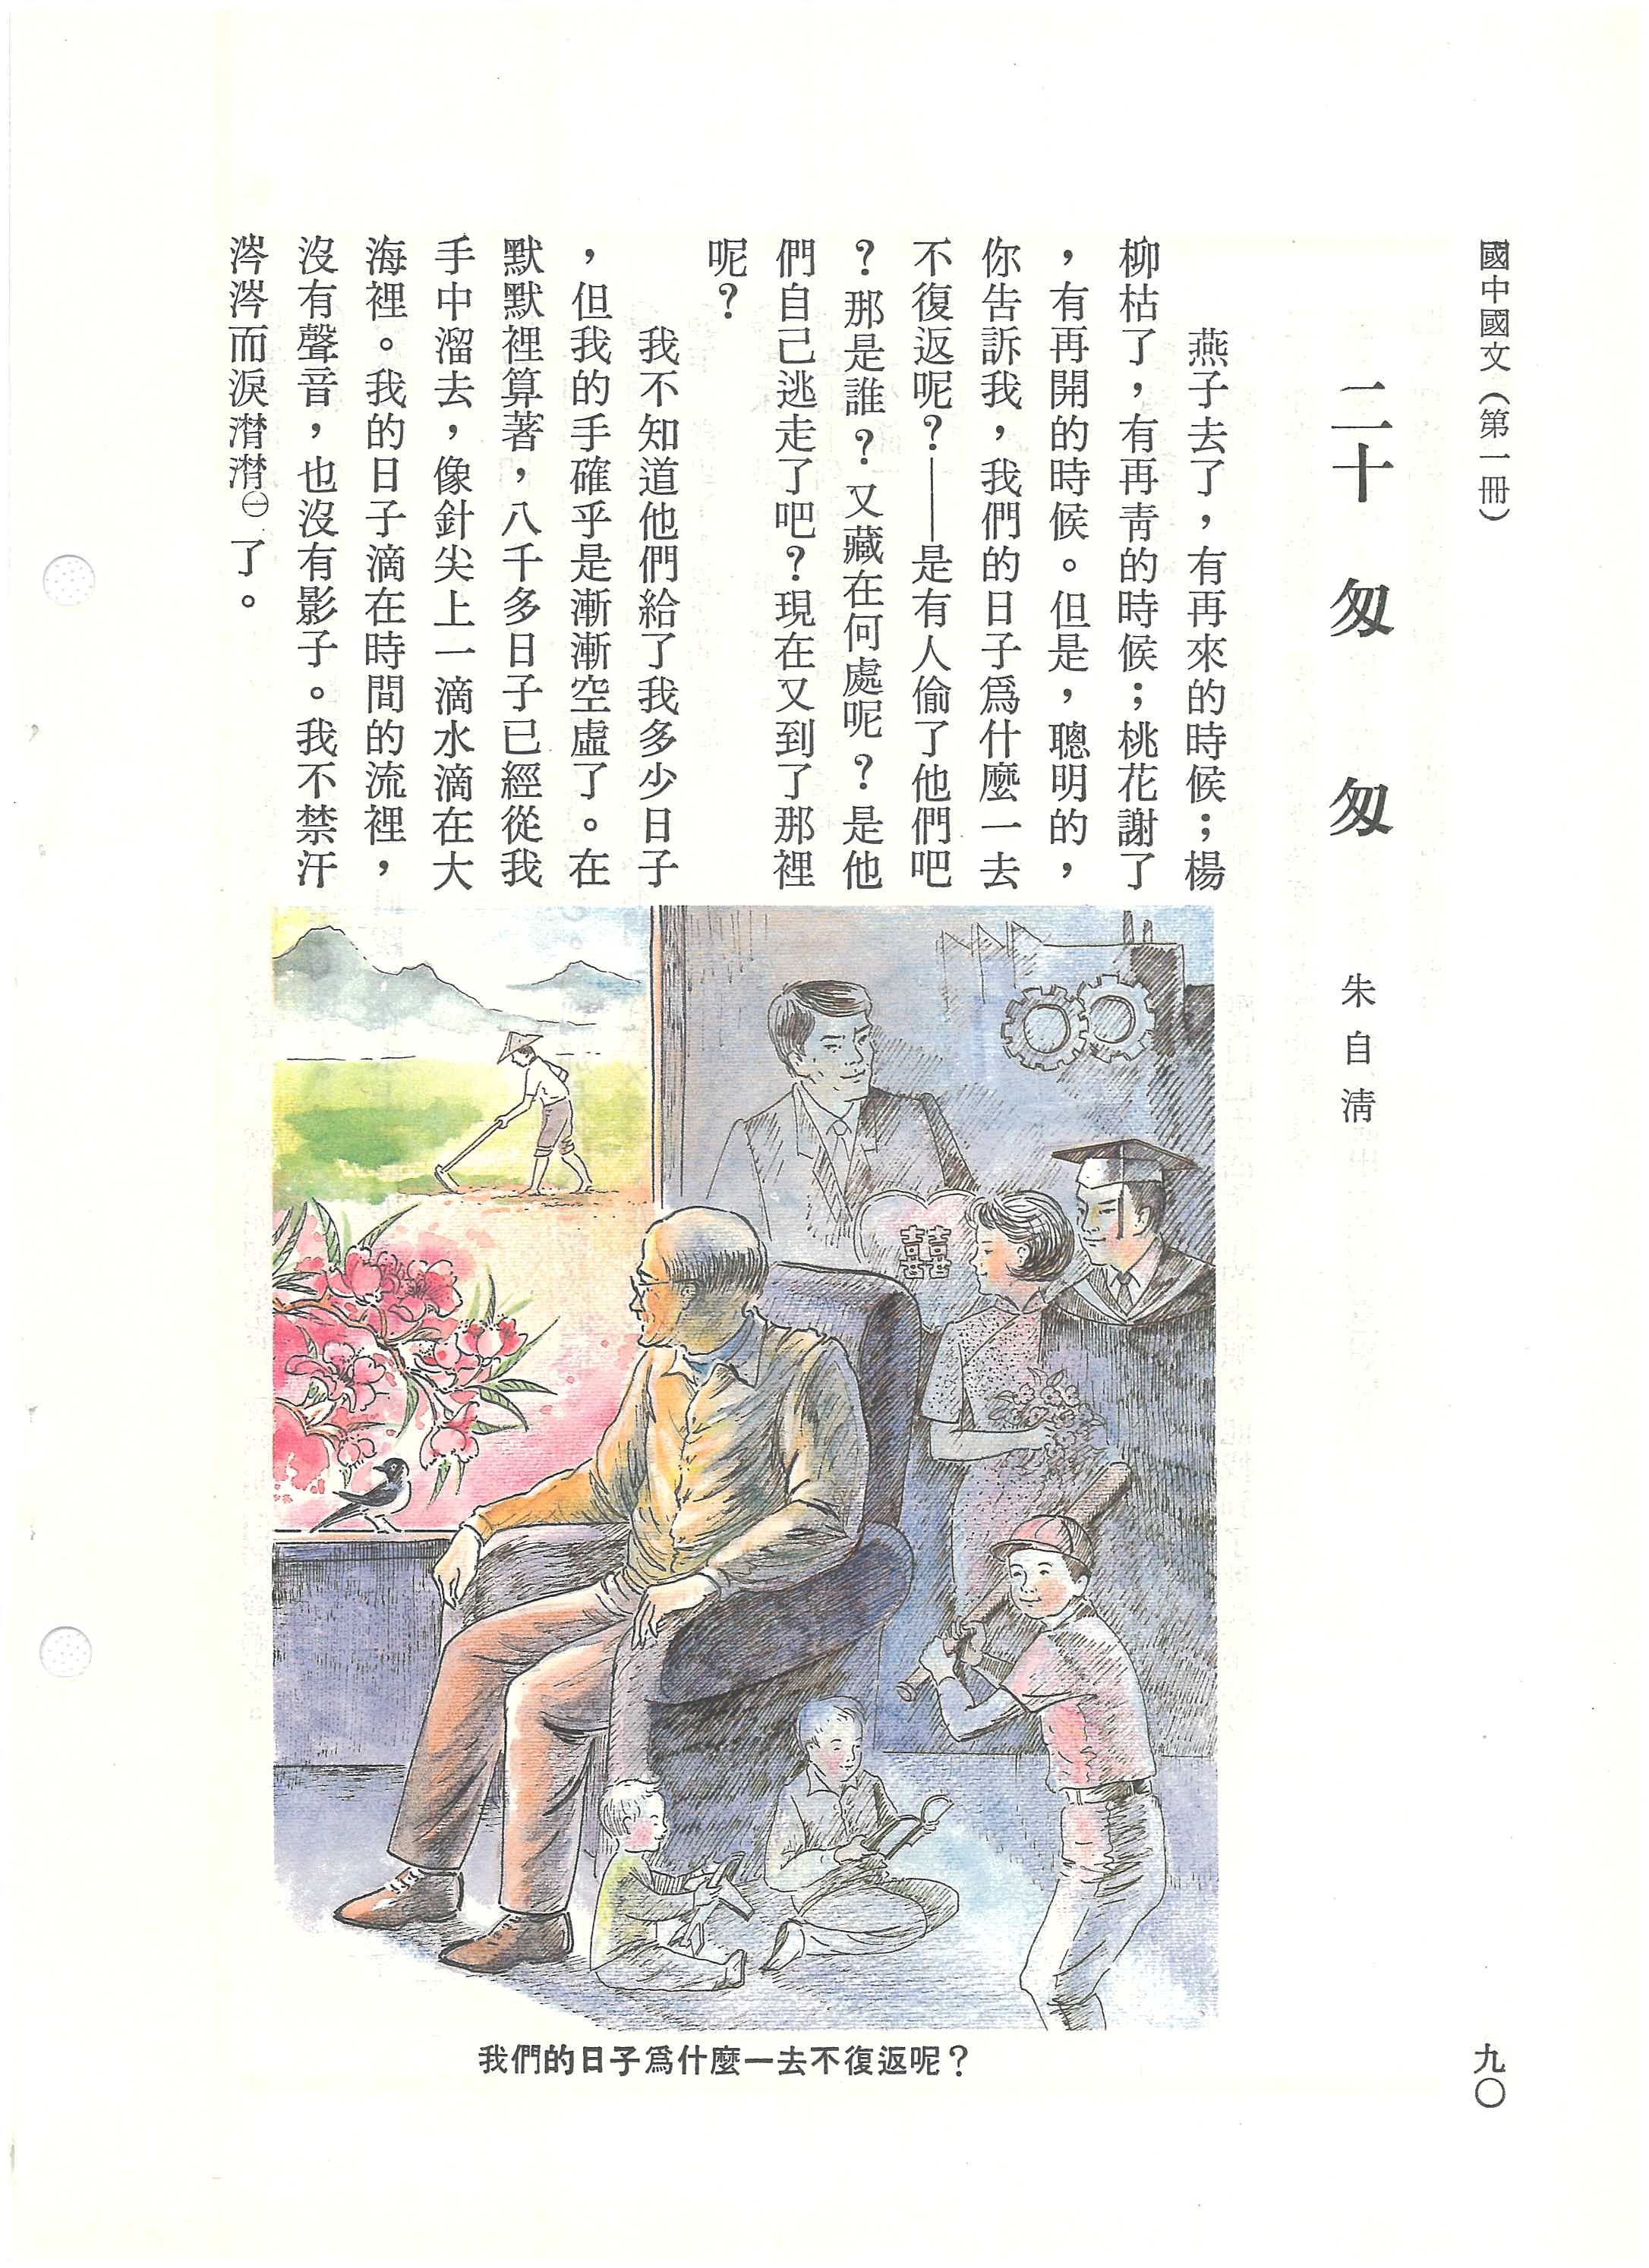 國中國文(第一冊)
二十 匆匆
朱自淸
燕子去了,有再來的時候;楊
柳枯了,有再靑的時候;桃花謝了
,有再開的時候。但是,聰明的,
你告訴我,我們的日子爲什麼一去
不復返呢?——是有人偷了他們吧
?那是誰?又藏在何處呢?是他
們自己逃走了吧?現在又到了那裡
呢?
我不知道他們給了我多少日子
,但我的手確乎是漸漸空虛了。在
默默裡算著,八千多日子已經從我
手中溜去,像針尖上一滴水滴在大
海裡。我的日子滴在時間的流裡,
沒有聲音,也沒有影子。我不禁汗
涔涔而淚潸潸㊀了。
囍
我們的日子爲什麼一去不復返呢?
九〇